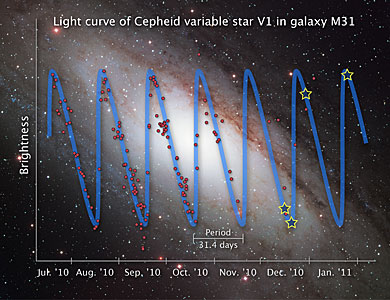 Light curve of Cepheid variable star V1 in galaxy M31
Brightness
Period
31.4 days
Jul. '10 Aug. '10 Sep. '10 Oct. '10 Nov. '10 Dec. '10 Jan. '11